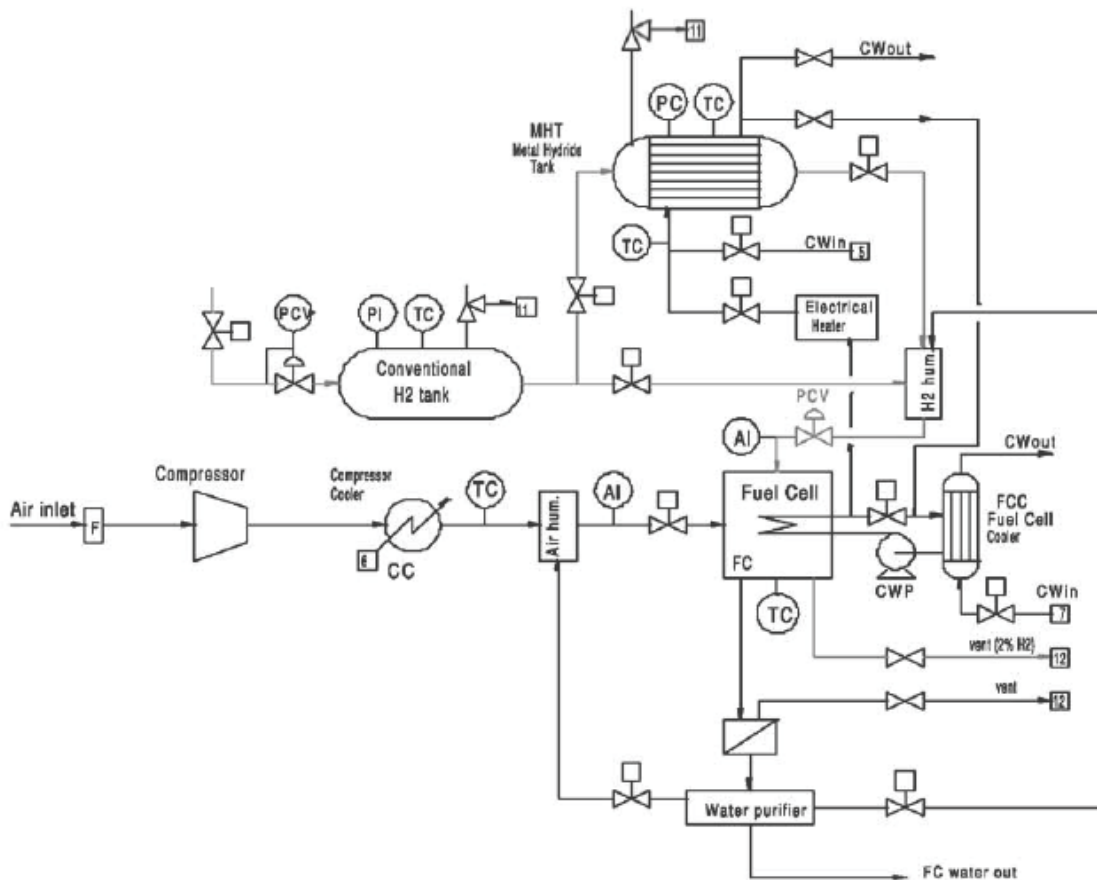 11
CWout
PC
TC
MHT
Metal Hydride
Tank
TC
CWin
5
PCV
PI
TC
11
Electrical
Heater
Conventional
H2 tank
H2 hum.
PCV
AI
CWout
Compressor
Compressor
Cooler
TC
AI
Fuel Cell
FCC
Fuel Cell
Cooler
Air inlet
F
Air hum.
6
CC
FC
CWP
TC
CWin
7
vent (2% H2)
12
vent
12
Water purifier
FC water out